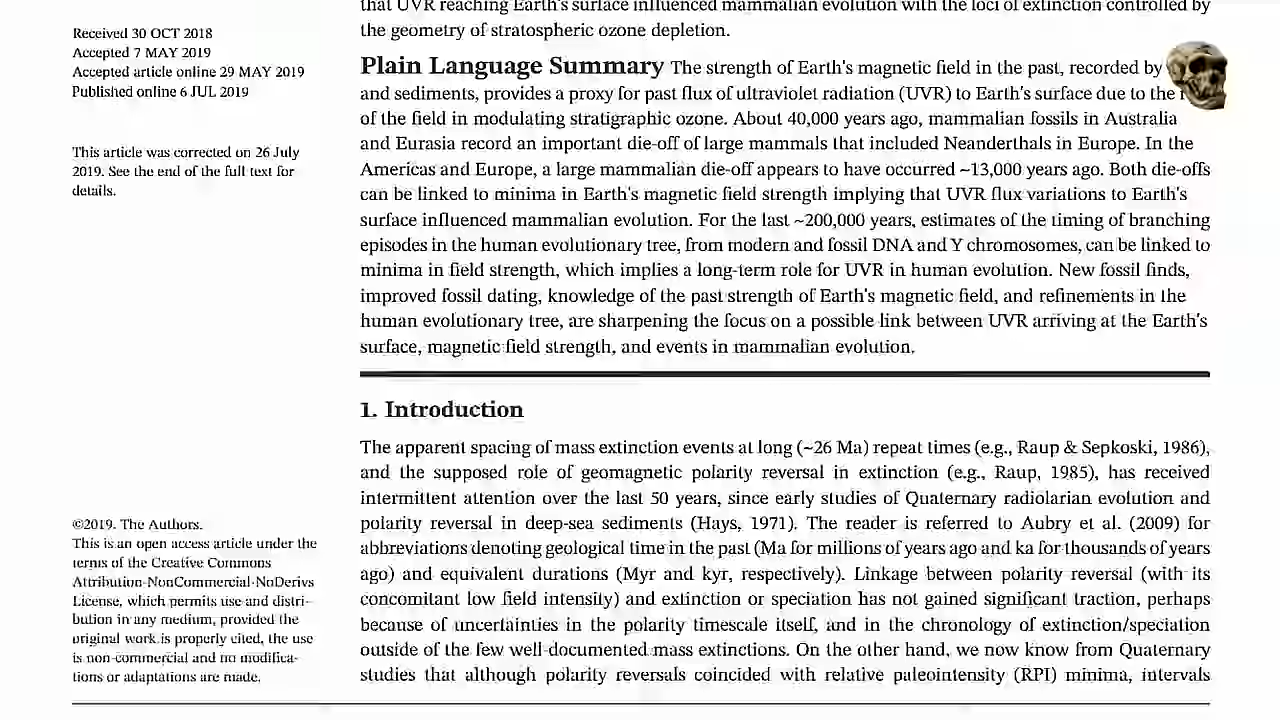 that UVR reaching Earth's surface influenced mammalian evolution with the loci of extinction controlled by
the geometry of stratospheric ozone depletion.
Received 30 OCT 2018
Accepted 7 MAY 2019
Accepted article online 29 MAY 2019
Published online 6 JUL 2019
This article was corrected on 26 July
2019. See the end of the full text for
details.
Plain Language Summary The strength of Earth's magnetic field in the past, recorded by
and sediments, provides a proxy for past flux of ultraviolet radiation (UVR) to Earth's surface due to the
of the field in modulating stratigraphic ozone. About 40,000 years ago, mammalian fossils in Australia
and Eurasia record an important die-off of large mammals that included Neanderthals in Europe. In the
Americas and Europe, a large mammalian die-off appears to have occurred ~13,000 years ago. Both die-offs
can be linked to minima in Earth's magnetic field strength implying that UVR flux variations to Earth's
surface influenced mammalian evolution. For the last ~200,000 years, estimates of the timing of branching
episodes in the human evolutionary tree, from modern and fossil DNA and Y chromosomes, can be linked to
minima in field strength, which implies a long-term role for UVR in human evolution. New fossil finds,
improved fossil dating, knowledge of the past strength of Earth's magnetic field, and refinements in the
human evolutionary tree, are sharpening the focus on a possible link between UVR arriving at the Earth's
surface, magnetic field strength, and events in mammalian evolution.
1. Introduction
The apparent spacing of mass extinction events at long (~26 Ma) repeat times (e.g., Raup & Sepkoski, 1986),
and the supposed role of geomagnetic polarity reversal in extinction (e.g., Raup, 1985), has received
intermittent attention over the last 50 years, since early studies of Quaternary radiolarian evolution and
polarity reversal in deep-sea sediments (Hays, 1971). The reader is referred to Aubry et al. (2009) for
abbreviations denoting geological time in the past (Ma for millions of years ago and ka for thousands of years
ago) and equivalent durations (Myr and kyr, respectively). Linkage between polarity reversal (with its
concomitant low field intensity) and extinction or speciation has not gained significant traction, perhaps
because of uncertainties in the polarity timescale itself, and in the chronology of extinction/speciation
outside of the few well-documented mass extinctions. On the other hand, we now know from Quaternary
studies that although polarity reversals coincided with relative paleointensity (RPI) minima, intervals
©2019. The Authors.
This is an open access article under the
terms of the Creative Commons
Attribution-NonCommercial-NoDerivs
License, which permits use and distri-
bution in any medium, provided the
original work is properly cited, the use
is non-commercial and no modifica-
tions or adaptations are made.